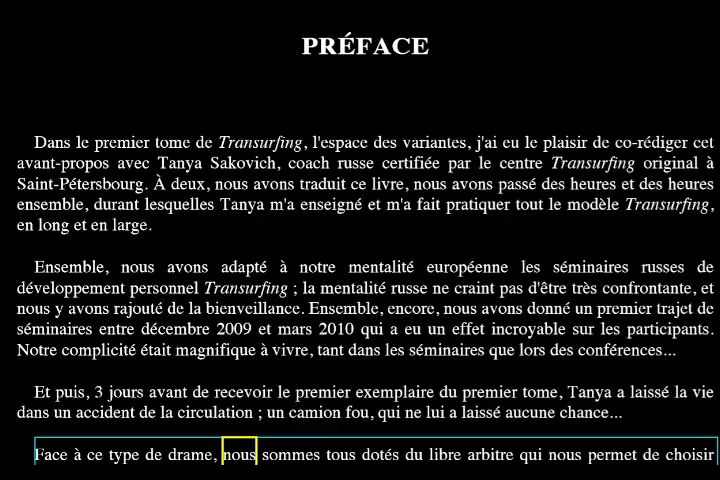 PRÉFACE
Dans le premier tome de Transurfing, l'espace des variantes, j'ai eu le plaisir de co-rédiger cet
avant-propos avec Tanya Sakovich, coach russe certifiée par le centre Transurfing original à
Saint-Pétersbourg. À deux, nous avons traduit ce livre, nous avons passé des heures et des heures
ensemble, durant lesquelles Tanya m'a enseigné et m'a fait pratiquer tout le modèle Transurfing,
en long et en large.
Ensemble, nous avons adapté à notre mentalité européenne les séminaires russes de
développement personnel Transurfing ; la mentalité russe ne craint pas d'être très confrontante, et
nous y avons rajouté de la bienveillance. Ensemble, encore, nous avons donné un premier trajet de
séminaires entre décembre 2009 et mars 2010 qui a eu un effet incroyable sur les participants.
Notre complicité était magnifique à vivre, tant dans les séminaires que lors des conférences...
Et puis, 3 jours avant de recevoir le premier exemplaire du premier tome, Tanya a laissé la vie
dans un accident de la circulation ; un camion fou, qui ne lui a laissé aucune chance...
Face à ce type de drame, nous sommes tous dotés du libre arbitre qui nous permet de choisir